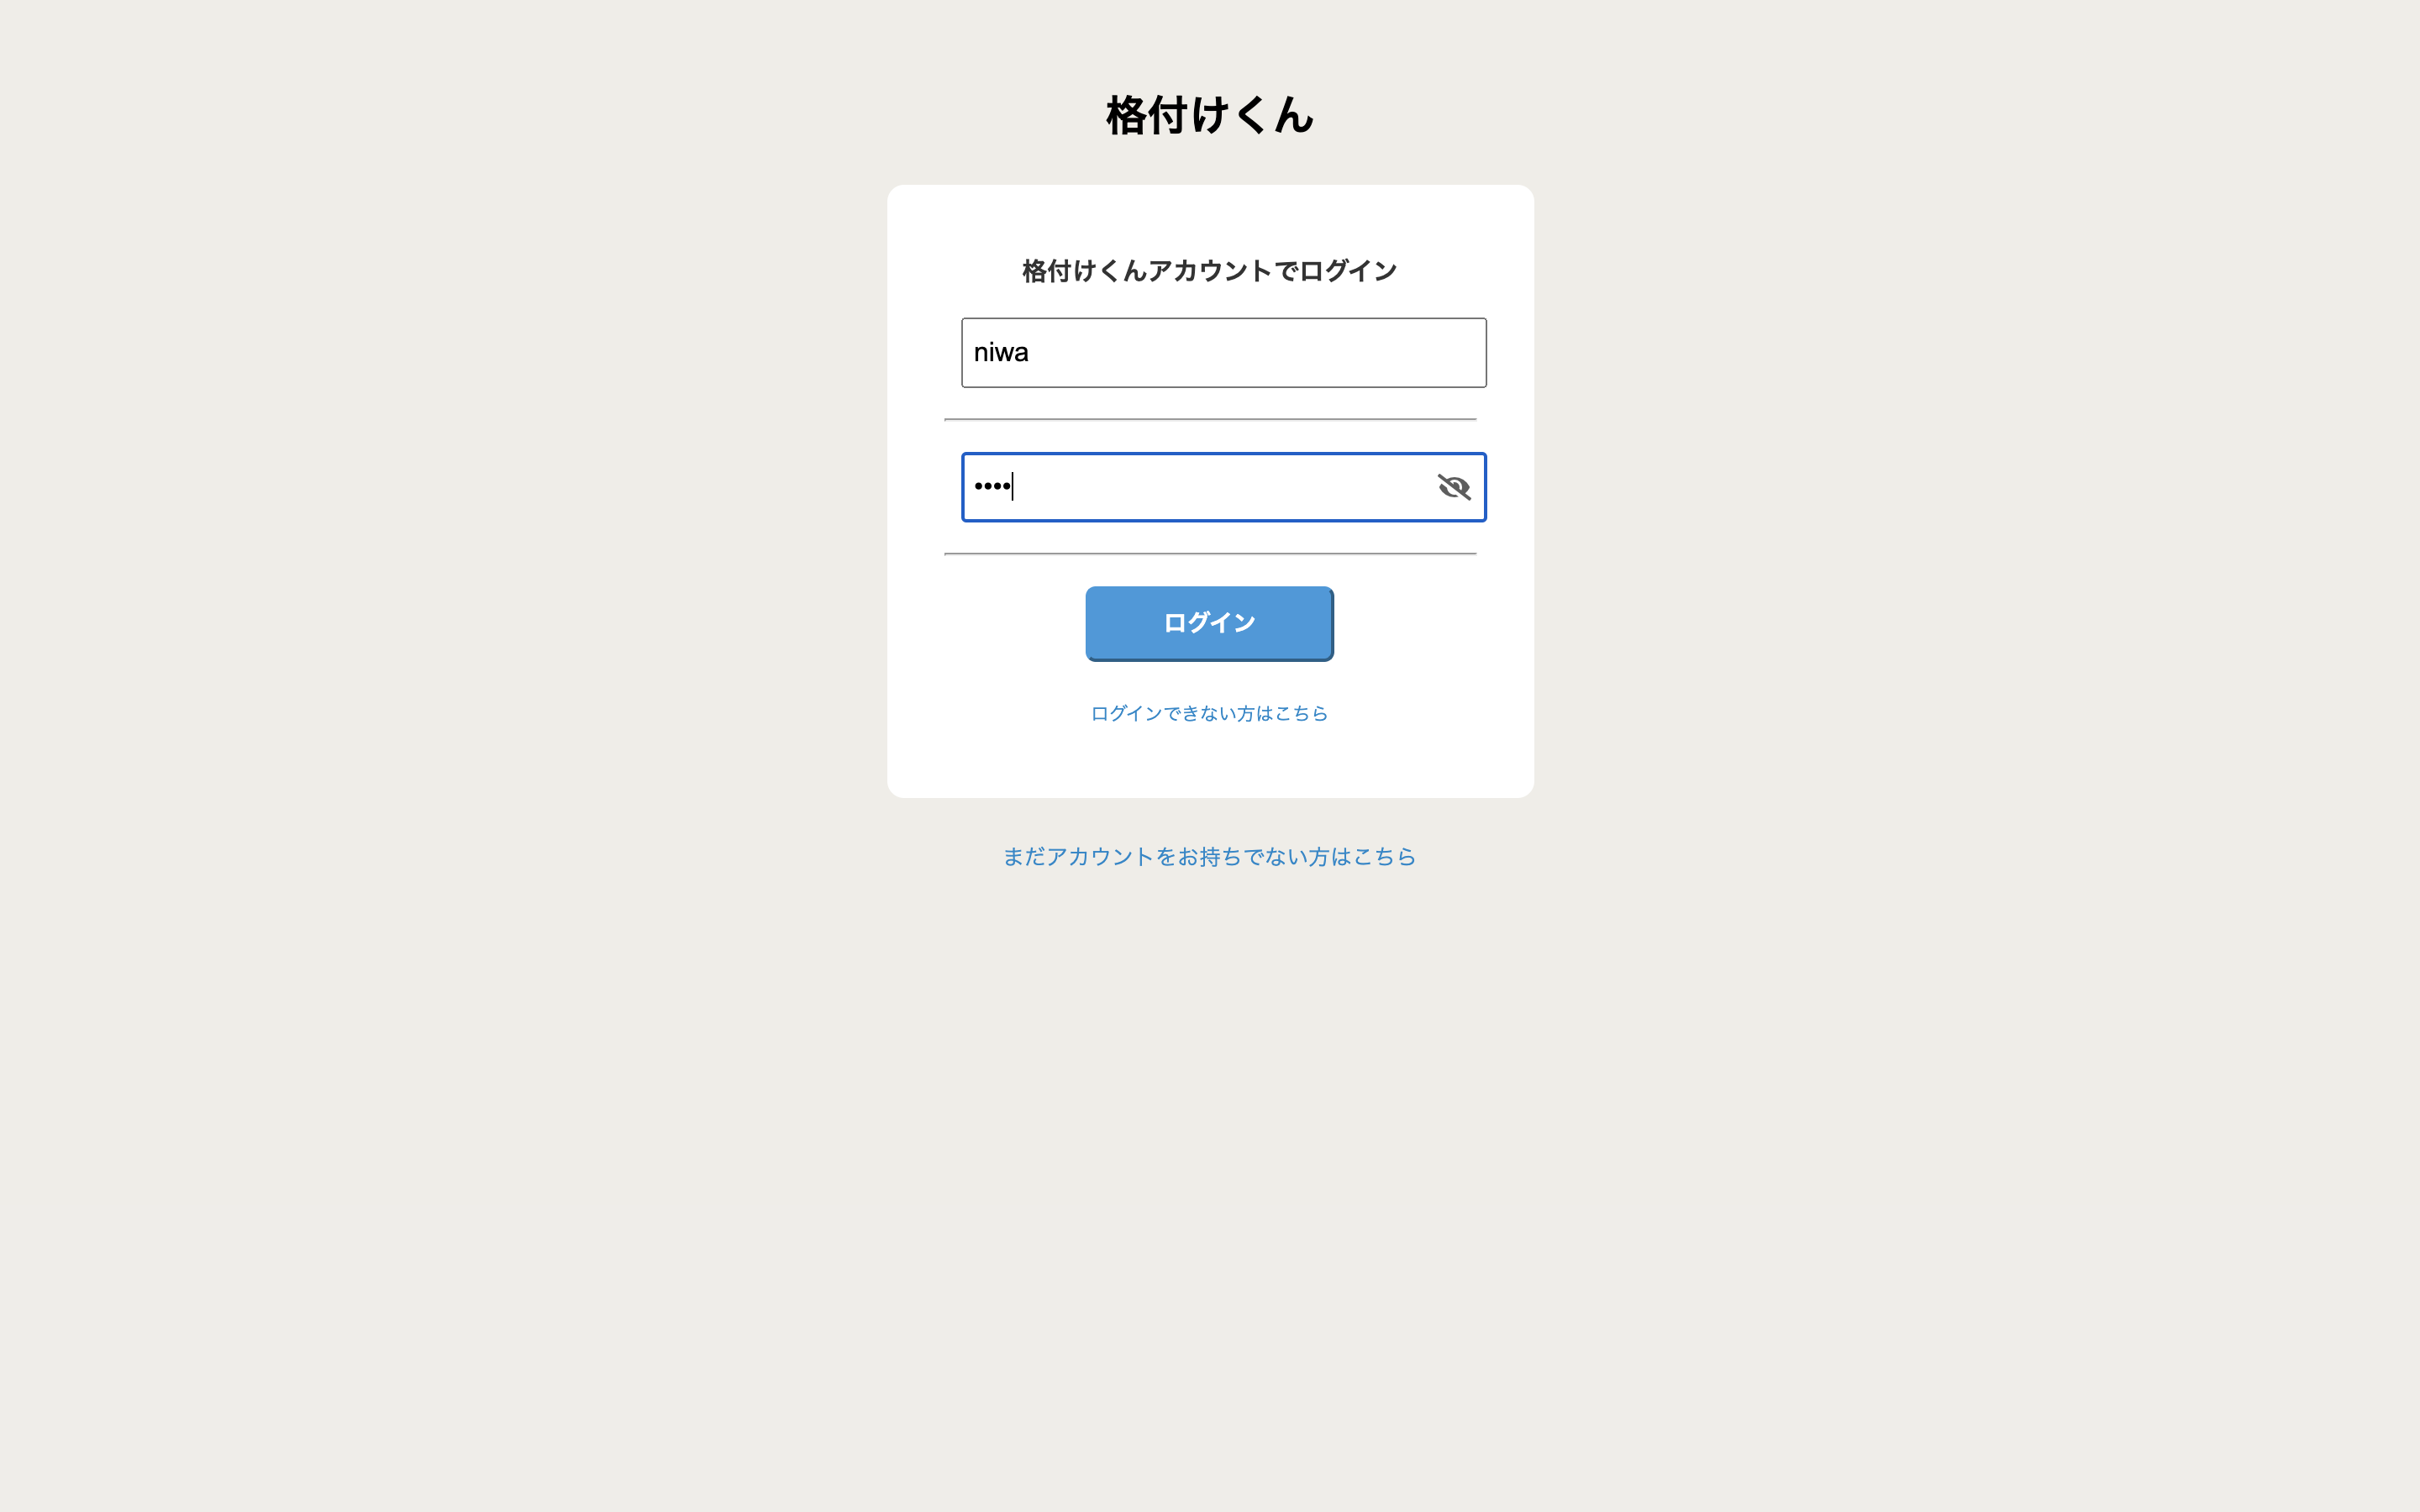 格付けくん
格付けくんアカウントでログイン
niwa
••••
ログイン
ログインできない方はこちら
まだアカウントをお持ちでない方はこちら